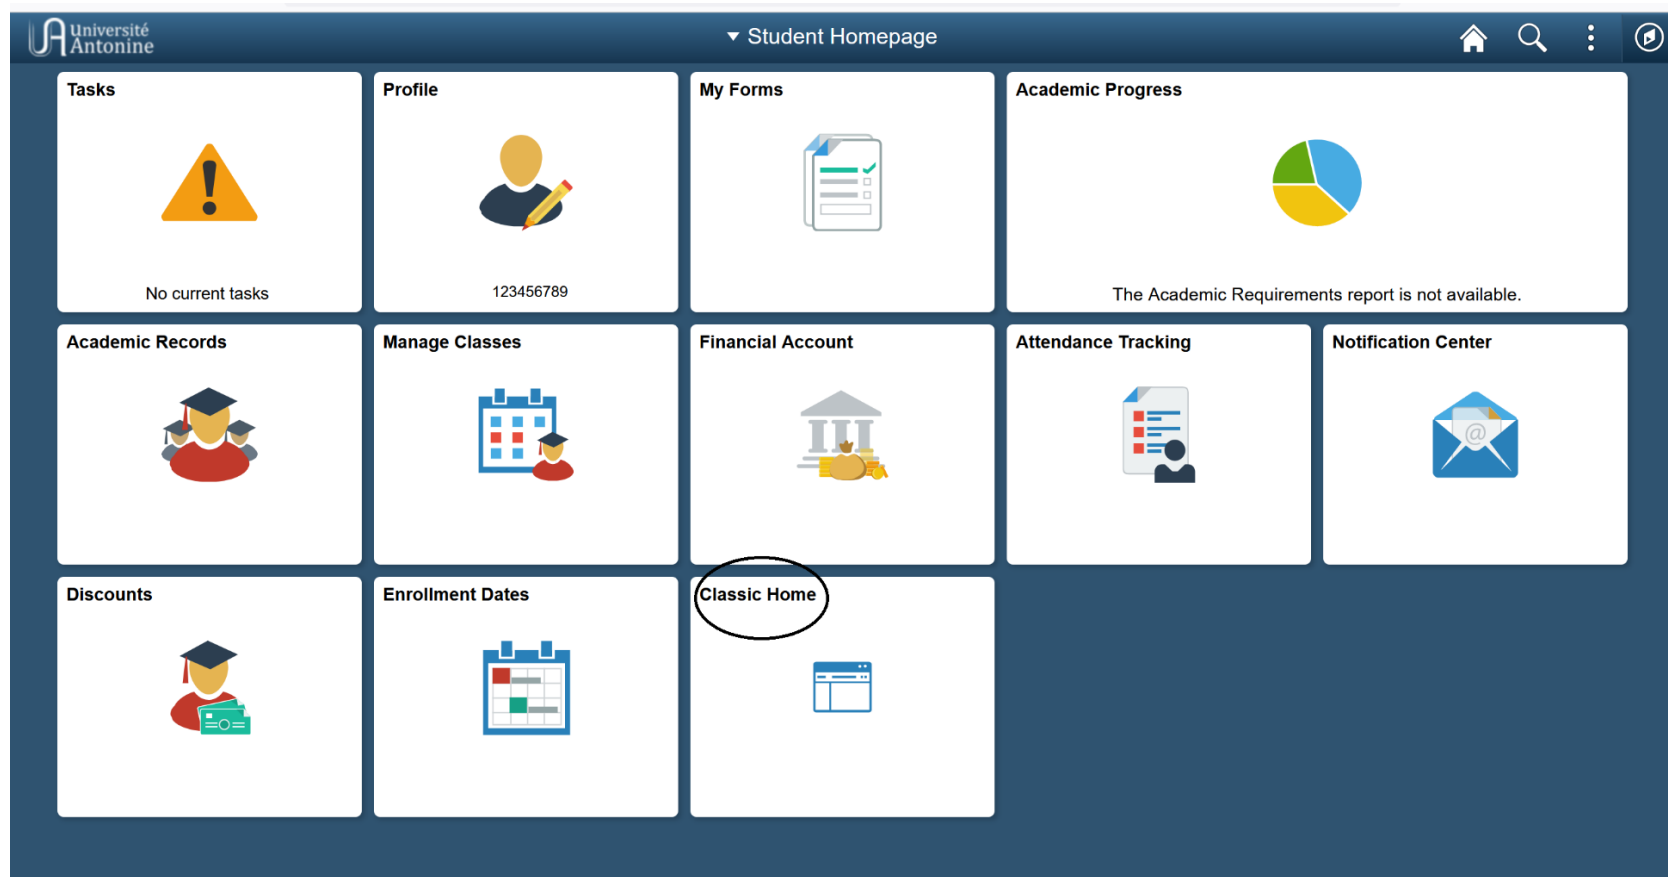 Université
Antonine
Student Homepage
Tasks
No current tasks
Profile
123456789
My Forms
Academic Progress
The Academic Requirements report is not available.
Academic Records
Manage Classes
Financial Account
Attendance Tracking
Notification Center
@
Discounts
Enrollment Dates
Classic Home